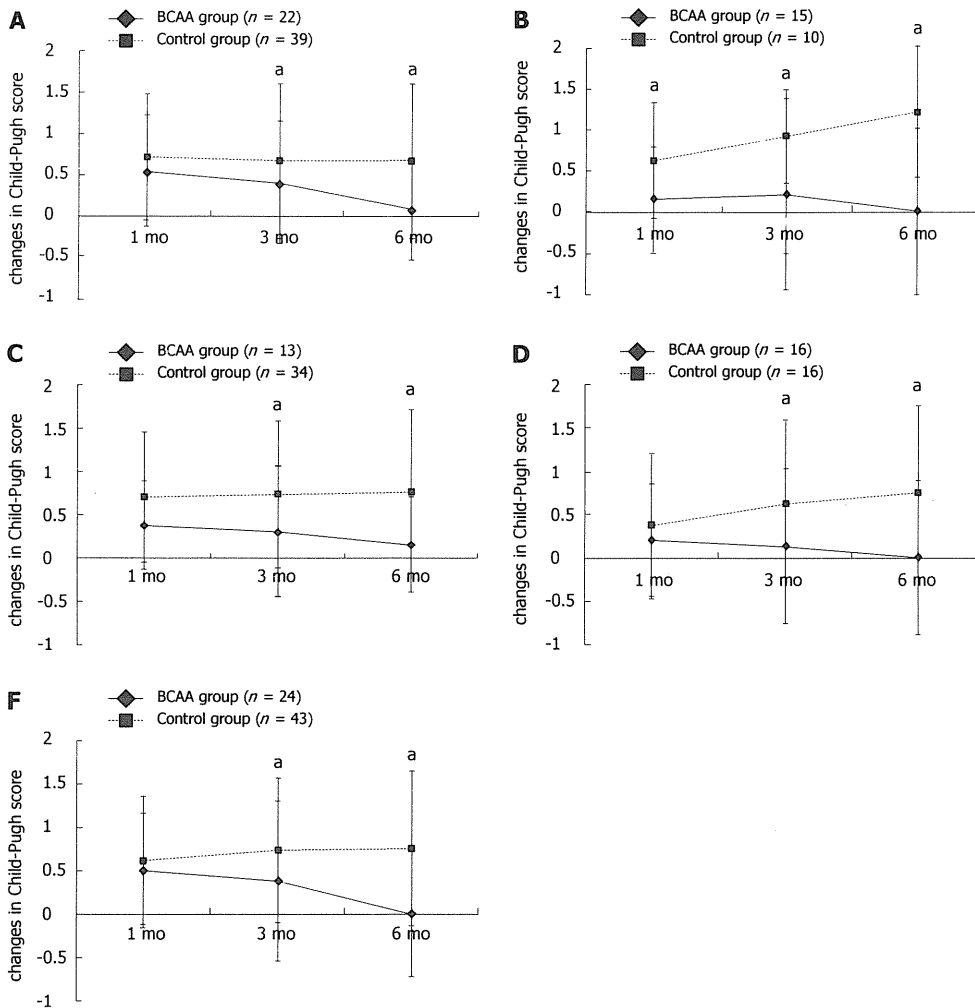 A
BCAA group (n = 22)
Control group (n = 39)
changes in Child-Pugh score
2
1.5
1
0.5
0
-0.5
-1
a
a
1 mo
3 mo
6 mo
B
BCAA group (n = 15)
Control group (n = 10)
changes in Child-Pugh score
2
1.5
1
0.5
0
-0.5
-1
a
a
a
1 mo
3 mo
6 mo
C
BCAA group (n = 13)
Control group (n = 34)
changes in Child-Pugh score
2
1.5
1
0.5
0
-0.5
-1
a
a
1 mo
3 mo
6 mo
D
BCAA group (n = 16)
Control group (n = 16)
changes in Child-Pugh score
2
1.5
1
0.5
0
-0.5
-1
a
a
1 mo
3 mo
6 mo
F
BCAA group (n = 24)
Control group (n = 43)
changes in Child-Pugh score
2
1.5
1
0.5
0
-0.5
-1
a
a
1 mo
3 mo
6 mo